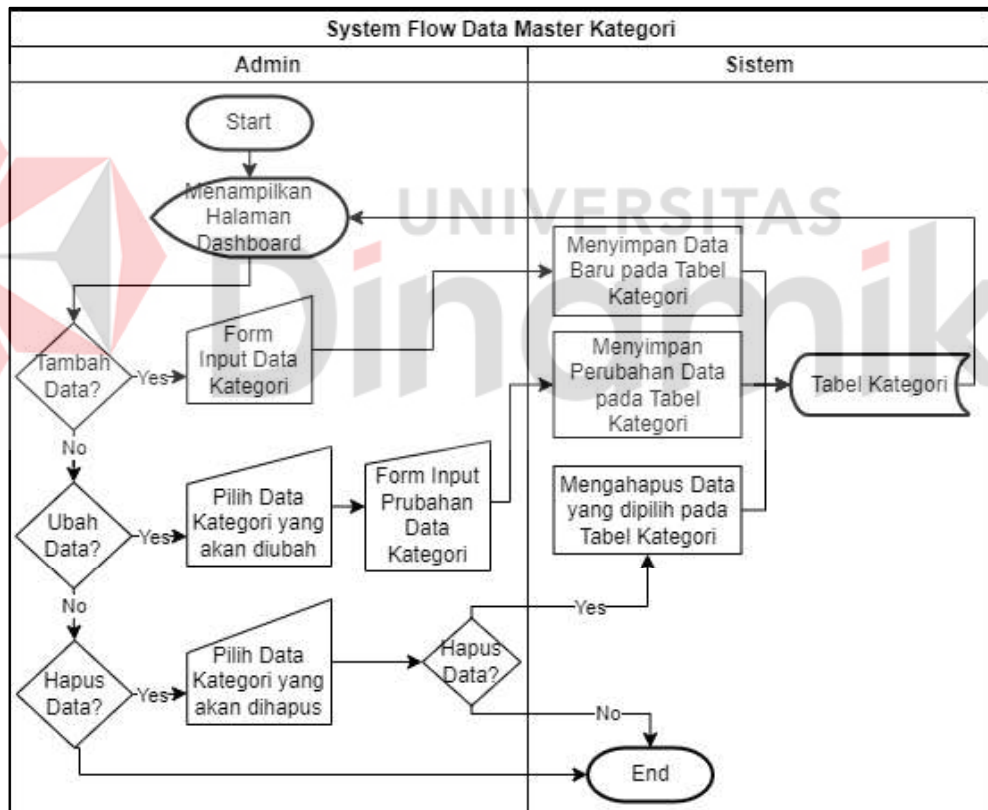 System Flow Data Master Kategori
Admin
Sistem
Start
Menampilkan
Halaman
Dashboard
UNIVERSITAS
Dinamika
Menyimpan Data
Baru pada Tabel
Kategori
Tambah
Data?
Yes
Form
Input Data
Kategori
Menyimpan
Perubahan Data
pada Tabel
Kategori
Tabel Kategori
No
Ubah
Data?
Yes
Pilih Data
Kategori yang
akan diubah
Form Input
Prubahan
Data
Kategori
Mengahapus Data
yang dipilih pada
Tabel Kategori
No
Yes
Hapus
Data?
Yes
Pilih Data
Kategori yang
akan dihapus
Hapus
Data?
No
End